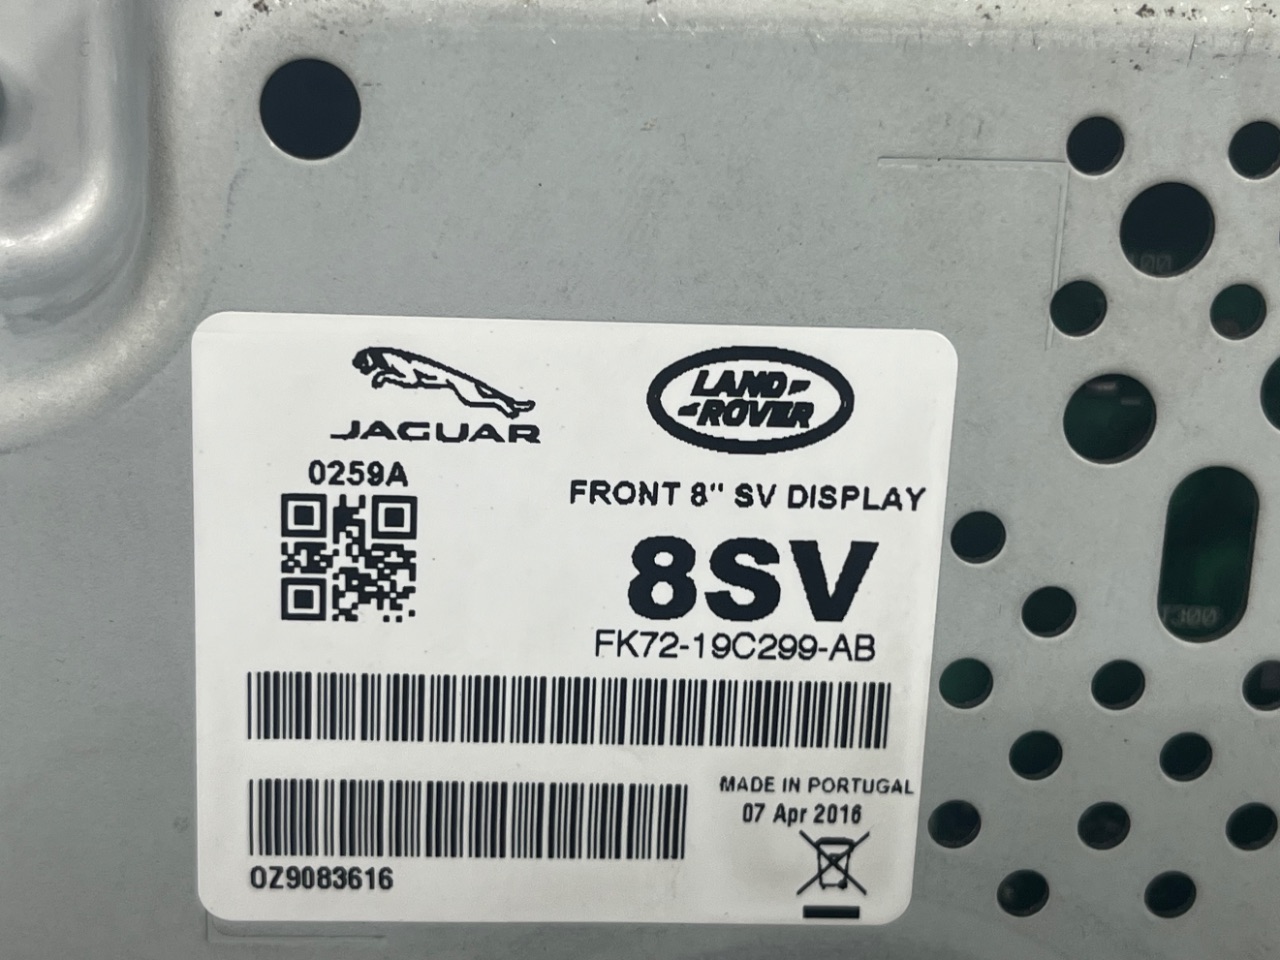 JAGUAR
LAND
ROVER
0259A
FRONT 8" SV DISPLAY
8SV
FK72-19C299-AB
MADE IN PORTUGAL
07 Apr 2016
OZ9083616